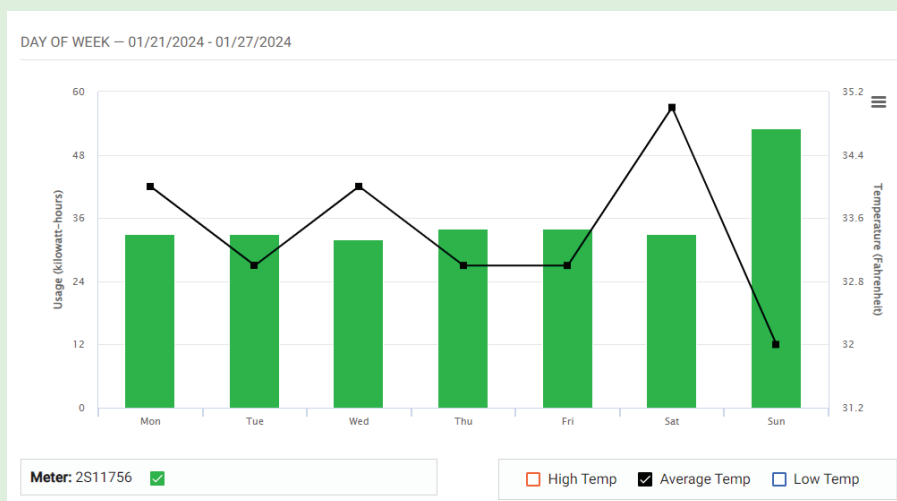 DAY OF WEEK — 01/21/2024 - 01/27/2024
60
48
36
24
12
0
Usage (kilowatt-hours)
35.2
34.4
33.6
32.8
32
31.2
Temperature (Fahrenheit)
Mon Tue Wed Thu Fri Sat Sun
Meter: 2S11756
High Temp Average Temp Low Temp